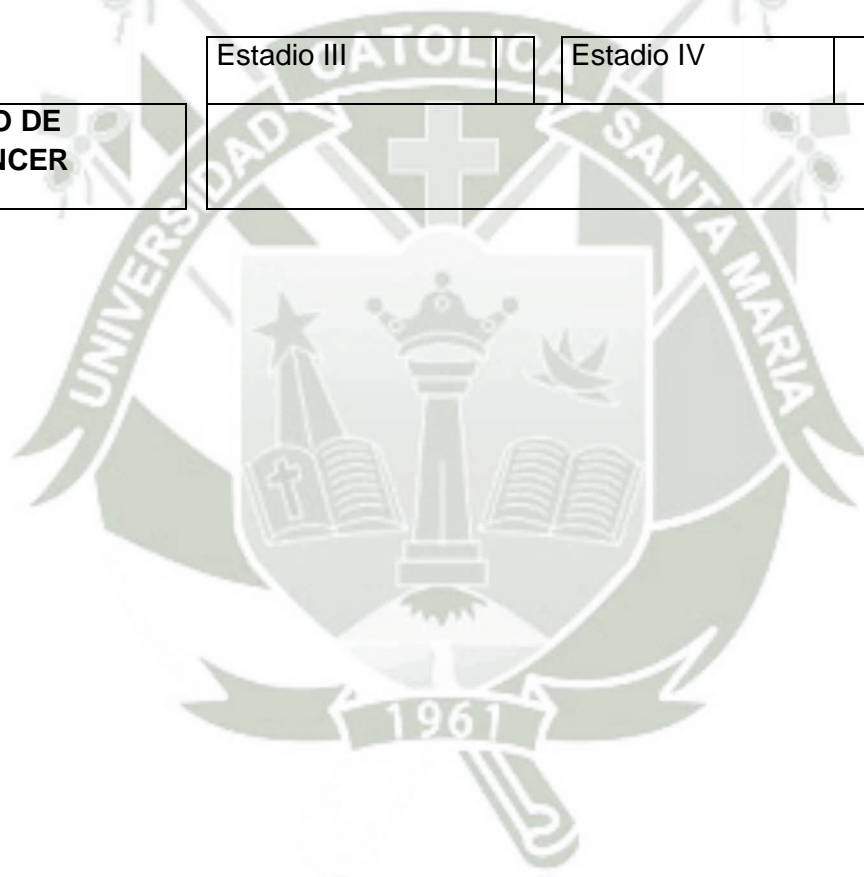 Estadio III Estadio IV
O DE
NCER
UNIVERSIDAD CATOLICA SANTA MARIA
1961